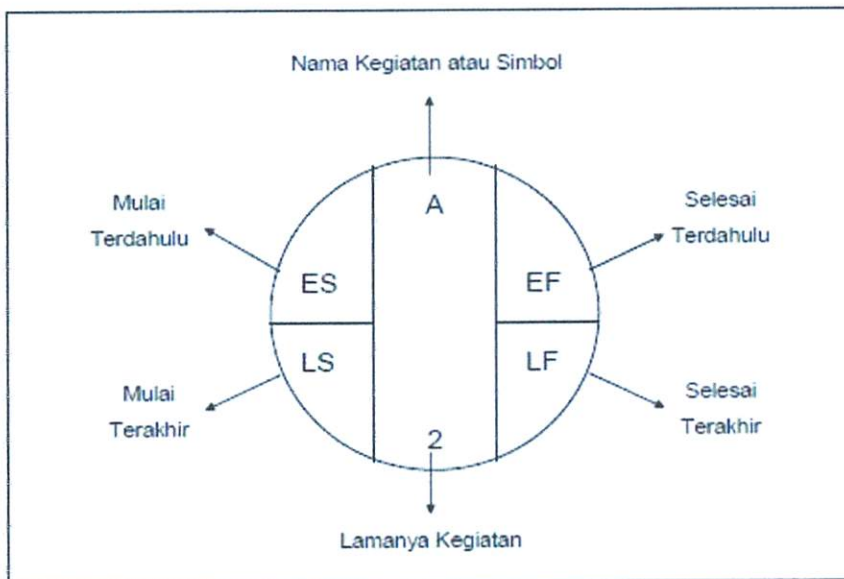 Nama Kegiatan atau Simbol
Mulai
Terdahulu
A
Selesai
Terdahulu
ES
EF
LS
LF
Mulai
Terakhir
2
Selesai
Terakhir
Lamanya Kegiatan